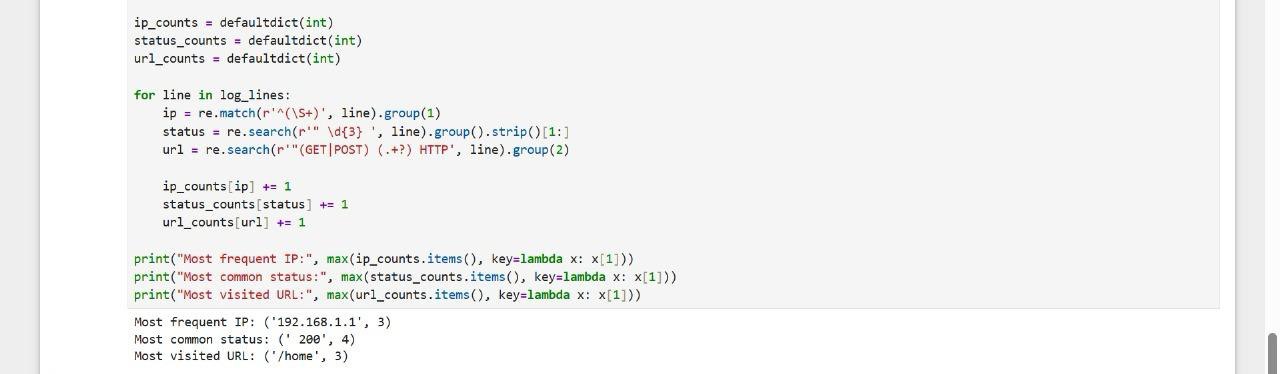 ip_counts = defaultdict(int)
status_counts = defaultdict(int)
url_counts = defaultdict(int)
for line in log_lines:
    ip = re.match(r'^(\S+)', line).group(1)
    status = re.search(r'" \d{3} ', line).group().strip()[1:]
    url = re.search(r'"(GET|POST) (.+?) HTTP', line).group(2)
    ip_counts[ip] += 1
    status_counts[status] += 1
    url_counts[url] += 1
print("Most frequent IP:", max(ip_counts.items(), key=lambda x: x[1]))
print("Most common status:", max(status_counts.items(), key=lambda x: x[1]))
print("Most visited URL:", max(url_counts.items(), key=lambda x: x[1]))
Most frequent IP: ('192.168.1.1', 3)
Most common status: (' 200', 4)
Most visited URL: ('/home', 3)